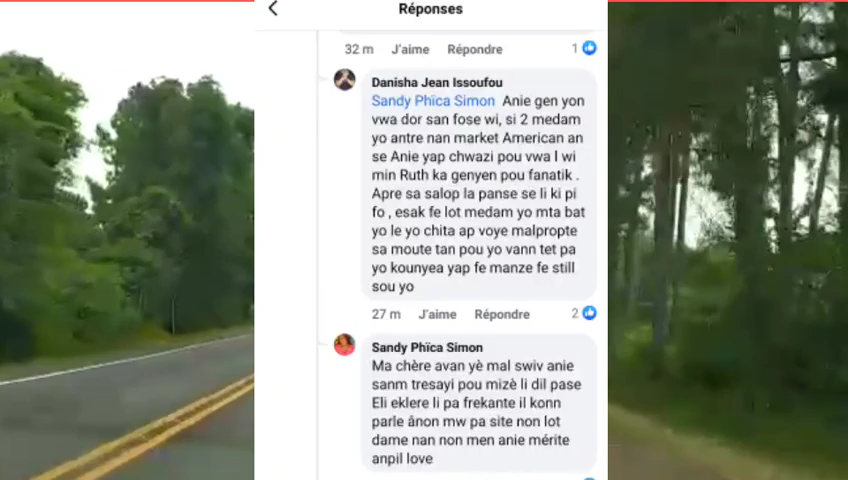 Réponses
32 m J'aime Répondre 1
Danisha Jean Issoufou
Sandy Phïca Simon Anie gen yon
vwa dor san fose wi, si 2 medam
yo antre nan market American an
se Anie yap chwazi pou vwa l wi
min Ruth ka genyen pou fanatik .
Apre sa salop la panse se li ki pi
fo , esak fe lot medam yo mta bat
yo le yo chita ap voye malpropte
sa moute tan pou yo vann tet pa
yo kounyea yap fe manze fe still
sou yo
27 m J'aime Répondre 2
Sandy Phïca Simon
Ma chère avan yè mal swiv anie
sanm tresayi pou mizè li dil pase
Eli eklere li pa frekante il konn
parle ânon mw pa site non lot
dame nan non men anie mérite
anpil love